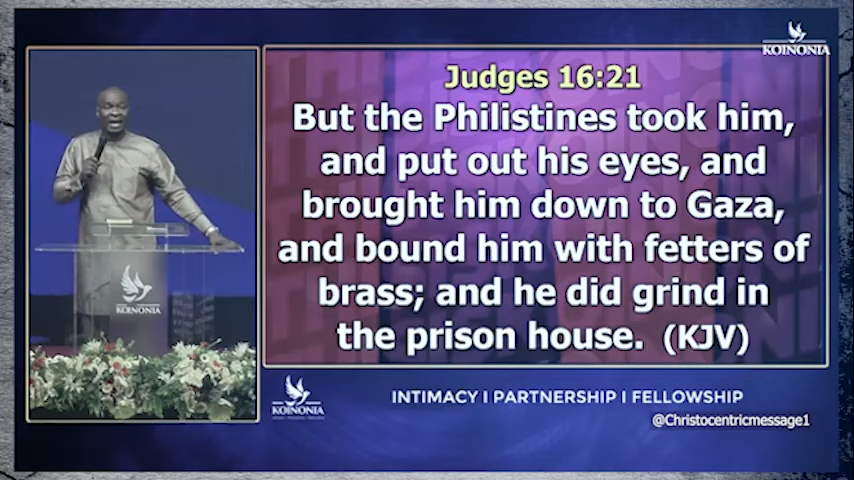 KOINONIA
Judges 16:21
But the Philistines took him,
and put out his eyes, and
brought him down to Gaza,
and bound him with fetters of
brass; and he did grind in
the prison house. (KJV)
KOINONIA
KOINONIA
INTIMACY I PARTNERSHIP I FELLOWSHIP
@Christocentricmessage1